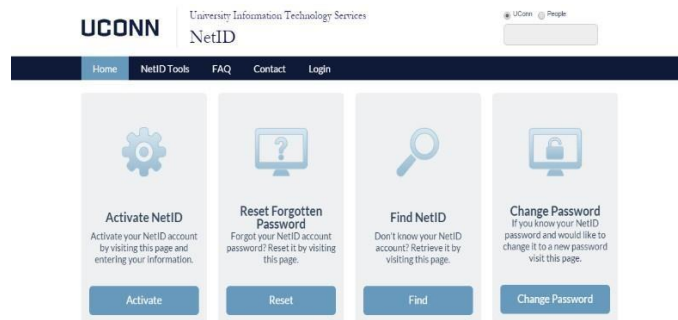 UCONN
University Information Technology Services
NetID
UConn People
Home NetID Tools FAQ Contact Login
?
Activate NetID
Activate your NetID account
by visiting this page and
entering your information.
Activate
Reset Forgotten
Password
Forgot your NetID account
password? Reset it by visiting
this page.
Reset
Find NetID
Don't know your NetID
account? Retrieve it by
visiting this page.
Find
Change Password
If you know your NetID
password and would like to
change it to a new password
visit this page.
Change Password